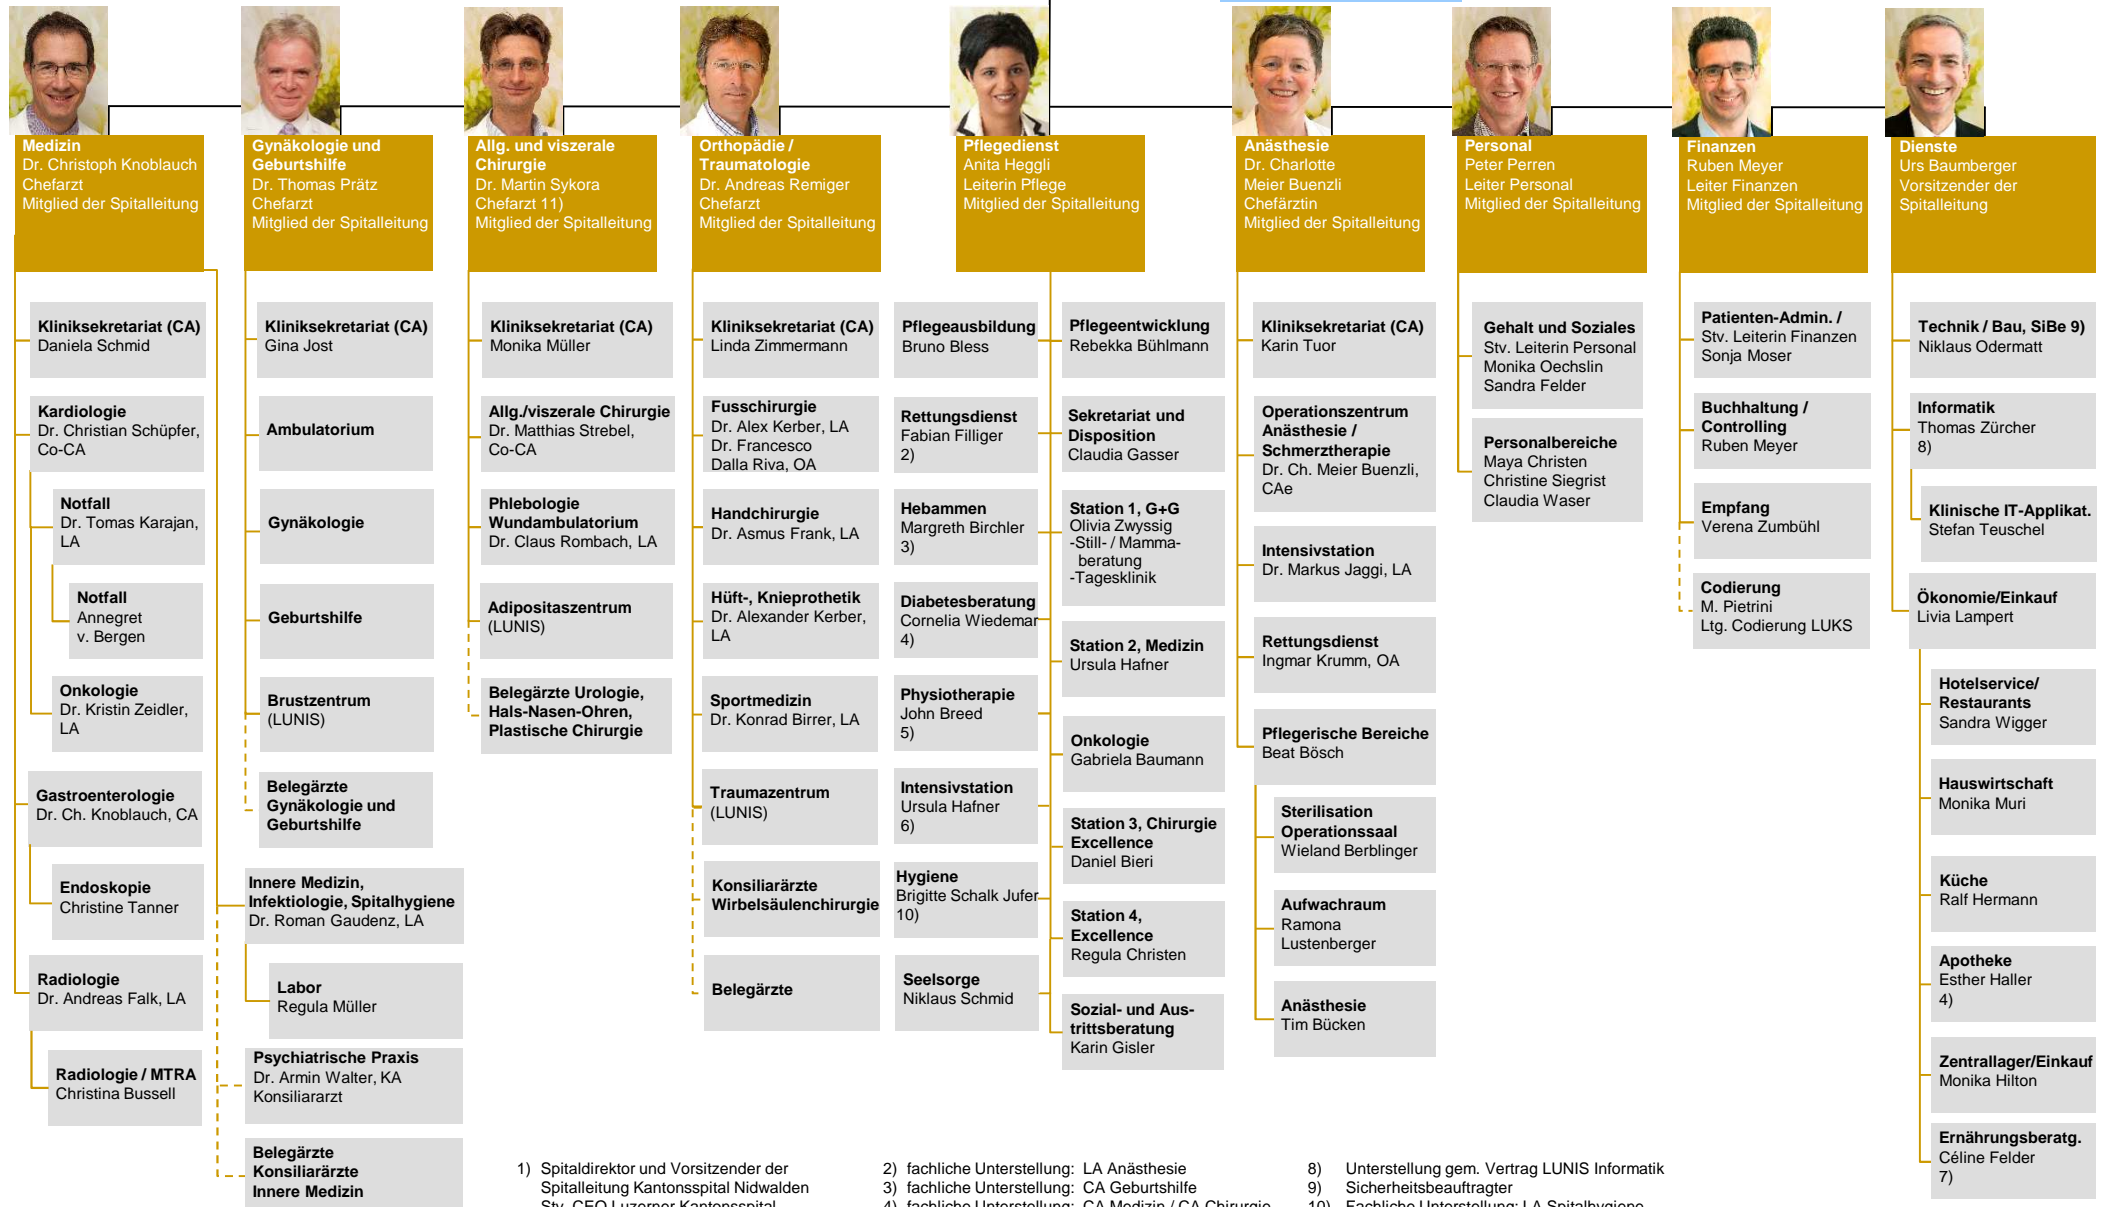 Medizin
Dr. Christoph Knoblauch
Chefarzt
Mitglied der Spitalleitung
Gynäkologie und
Geburtshilfe
Dr. Thomas Prätz
Chefarzt
Mitglied der Spitalleitung
Allg. und viszerale
Chirurgie
Dr. Martin Sykora
Chefarzt 11)
Mitglied der Spitalleitung
Orthopädie /
Traumatologie
Dr. Andreas Remiger
Chefarzt
Mitglied der Spitalleitung
Pflegedienst
Anita Heggli
Leiterin Pflege
Mitglied der Spitalleitung
Anästhesie
Dr. Charlotte
Meier Buenzli
Chefärztin
Mitglied der Spitalleitung
Personal
Peter Perren
Leiter Personal
Mitglied der Spitalleitung
Finanzen
Ruben Meyer
Leiter Finanzen
Mitglied der Spitalleitung
Dienste
Urs Baumberger
Vorsitzender der
Spitalleitung
Kliniksekretariat (CA)
Daniela Schmid
Kardiologie
Dr. Christian Schüpfer,
Co-CA
Notfall
Dr. Tomas Karajan,
LA
Notfall
Annegret
v. Bergen
Onkologie
Dr. Kristin Zeidler,
LA
Gastroenterologie
Dr. Ch. Knoblauch, CA
Endoskopie
Christine Tanner
Radiologie
Dr. Andreas Falk, LA
Radiologie / MTRA
Christina Bussell
Kliniksekretariat (CA)
Gina Jost
Ambulatorium
Gynäkologie
Geburtshilfe
Brustzentrum
(LUNIS)
Belegärzte
Gynäkologie und
Geburtshilfe
Innere Medizin,
Infektiologie, Spitalhygiene
Dr. Roman Gaudenz, LA
Labor
Regula Müller
Psychiatrische Praxis
Dr. Armin Walter, KA
Konsiliararzt
Belegärzte
Konsiliarärzte
Innere Medizin
Kliniksekretariat (CA)
Monika Müller
Allg./viszerale Chirurgie
Dr. Matthias Strebel,
Co-CA
Phlebologie
Wundambulatorium
Dr. Claus Rombach, LA
Adipositaszentrum
(LUNIS)
Belegärzte Urologie,
Hals-Nasen-Ohren,
Plastische Chirurgie
Kliniksekretariat (CA)
Linda Zimmermann
Fusschirurgie
Dr. Alex Kerber, LA
Dr. Francesco
Dalla Riva, OA
Handchirurgie
Dr. Asmus Frank, LA
Hüft-, Knieprothetik
Dr. Alexander Kerber,
LA
Sportmedizin
Dr. Konrad Birrer, LA
Traumazentrum
(LUNIS)
Konsiliarärzte
Wirbelsäulenchirurgie
Belegärzte
Pflegeausbildung
Bruno Bless
Rettungsdienst
Fabian Filliger
2)
Hebammen
Margreth Birchler
3)
Diabetesberatung
Cornelia Wiedemar
4)
Physiotherapie
John Breed
5)
Intensivstation
Ursula Hafner
6)
Hygiene
Brigitte Schalk Jufer
10)
Seelsorge
Niklaus Schmid
Pflegeentwicklung
Rebekka Bühlmann
Sekretariat und
Disposition
Claudia Gasser
Station 1, G+G
Olivia Zwyssig
-Still- / Mamma-
beratung
-Tagesklinik
Station 2, Medizin
Ursula Hafner
Onkologie
Gabriela Baumann
Station 3, Chirurgie
Excellence
Daniel Bieri
Station 4,
Excellence
Regula Christen
Sozial- und Aus-
trittsberatung
Karin Gisler
Kliniksekretariat (CA)
Karin Tuor
Operationszentrum
Anästhesie /
Schmerztherapie
Dr. Ch. Meier Buenzli,
CAe
Intensivstation
Dr. Markus Jaggi, LA
Rettungsdienst
Ingmar Krumm, OA
Pflegerische Bereiche
Beat Bösch
Sterilisation
Operationssaal
Wieland Berblinger
Aufwachraum
Ramona
Lustenberger
Anästhesie
Tim Bücken
Gehalt und Soziales
Stv. Leiterin Personal
Monika Oechslin
Sandra Felder
Personalbereiche
Maya Christen
Christine Siegrist
Claudia Waser
Patienten-Admin. /
Stv. Leiterin Finanzen
Sonja Moser
Buchhaltung /
Controlling
Ruben Meyer
Empfang
Verena Zumbühl
Codierung
M. Pietrini
Ltg. Codierung LUKS
Technik / Bau, SiBe 9)
Niklaus Odermatt
Informatik
Thomas Zürcher
8)
Klinische IT-Applikat.
Stefan Teuschel
Ökonomie/Einkauf
Livia Lampert
Hotelservice/
Restaurants
Sandra Wigger
Hauswirtschaft
Monika Muri
Küche
Ralf Hermann
Apotheke
Esther Haller
4)
Zentrallager/Einkauf
Monika Hilton
Ernährungsberatg.
Céline Felder
7)
1) Spitaldirektor und Vorsitzender der
Spitalleitung Kantonsspital Nidwalden
Stv. CEO Luzerner Kantonsspital
2) fachliche Unterstellung: LA Anästhesie
3) fachliche Unterstellung: CA Geburtshilfe
4) fachliche Unterstellung: CA Medizin / CA Chirurgie
8) Unterstellung gem. Vertrag LUNIS Informatik
9) Sicherheitsbeauftragter
10) Fachliche Unterstellung: LA Spitalhygiene